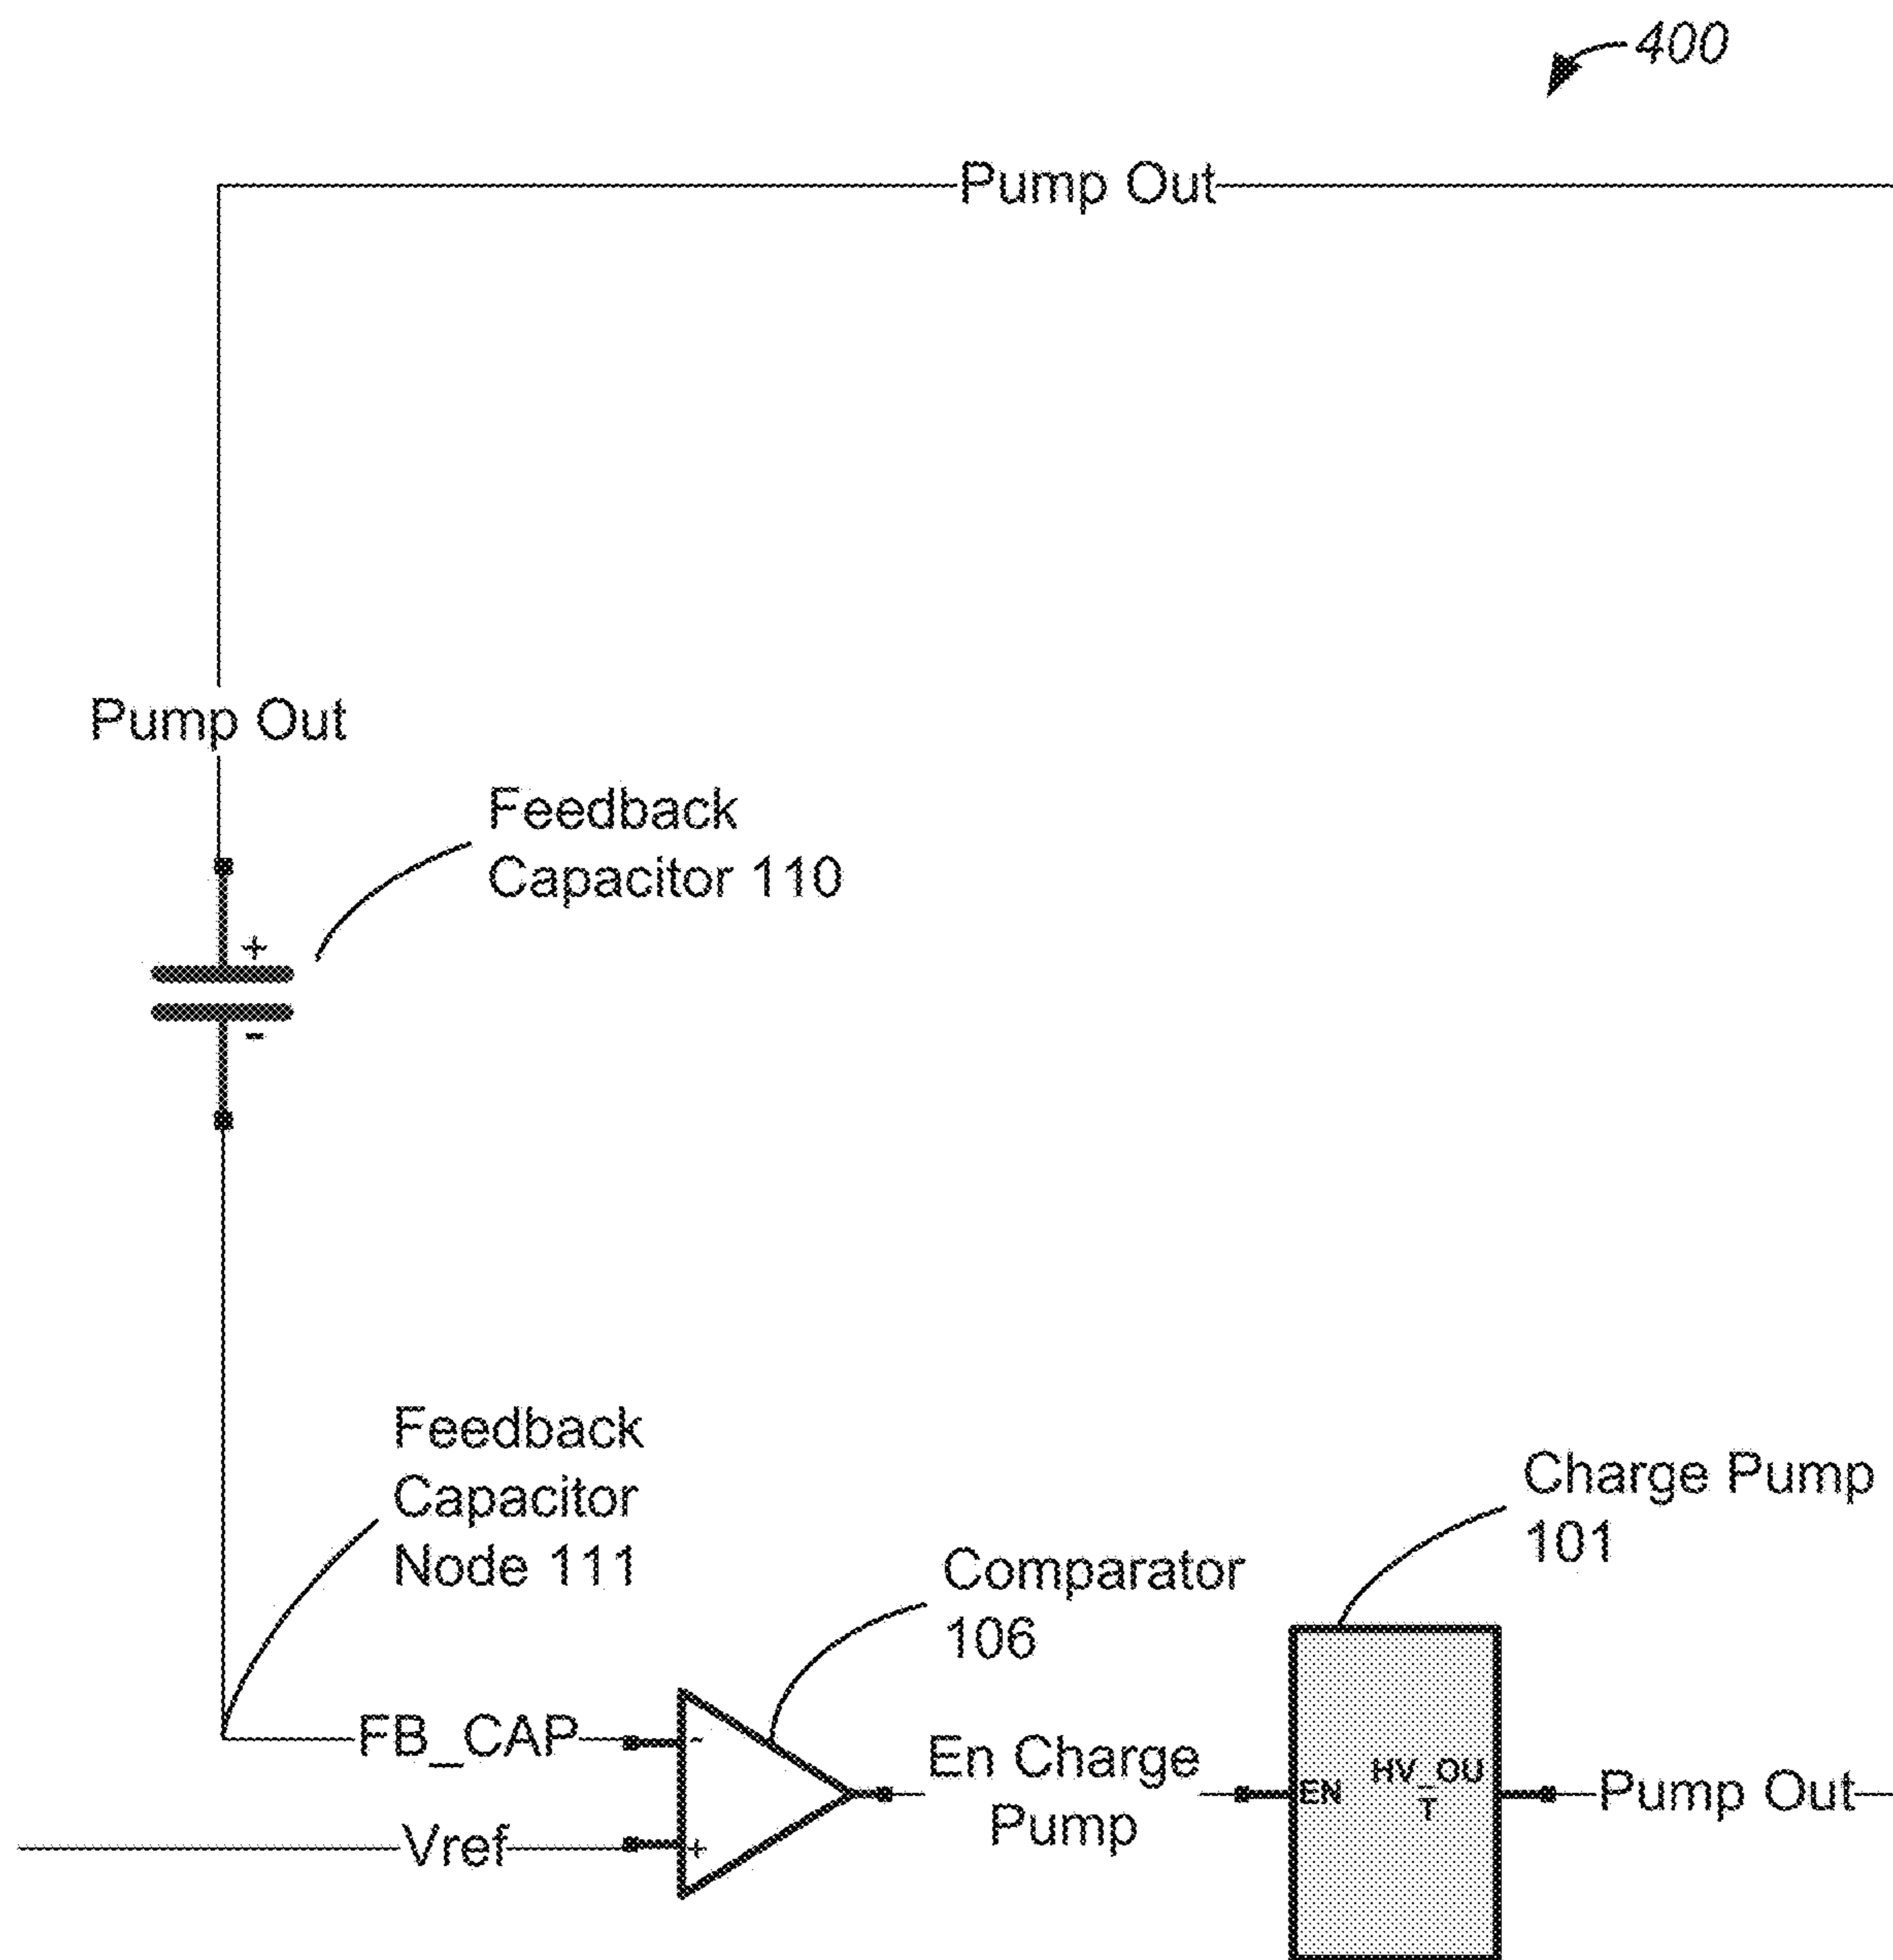 400
Pump Out
Pump Out
Feedback
Capacitor 110
+
-
Feedback
Capacitor
Node 111
Charge Pump
101
Comparator
106
FB_CAP
-
En Charge
Pump
EN
HV_OU
T
Pump Out
Vref
+